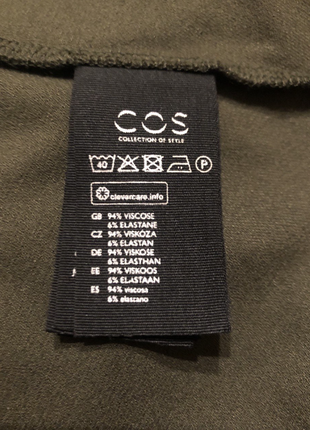 COS
COLLECTION OF STYLE
40 P
clevercare.info
GB 94% VISCOSE
6% ELASTANE
CZ 94% VISKÓZA
6% ELASTAN
DE 94% VISKOSE
6% ELASTHAN
EE 94% VISKOOS
6% ELASTAAN
ES 94% viscosa
6% elastano